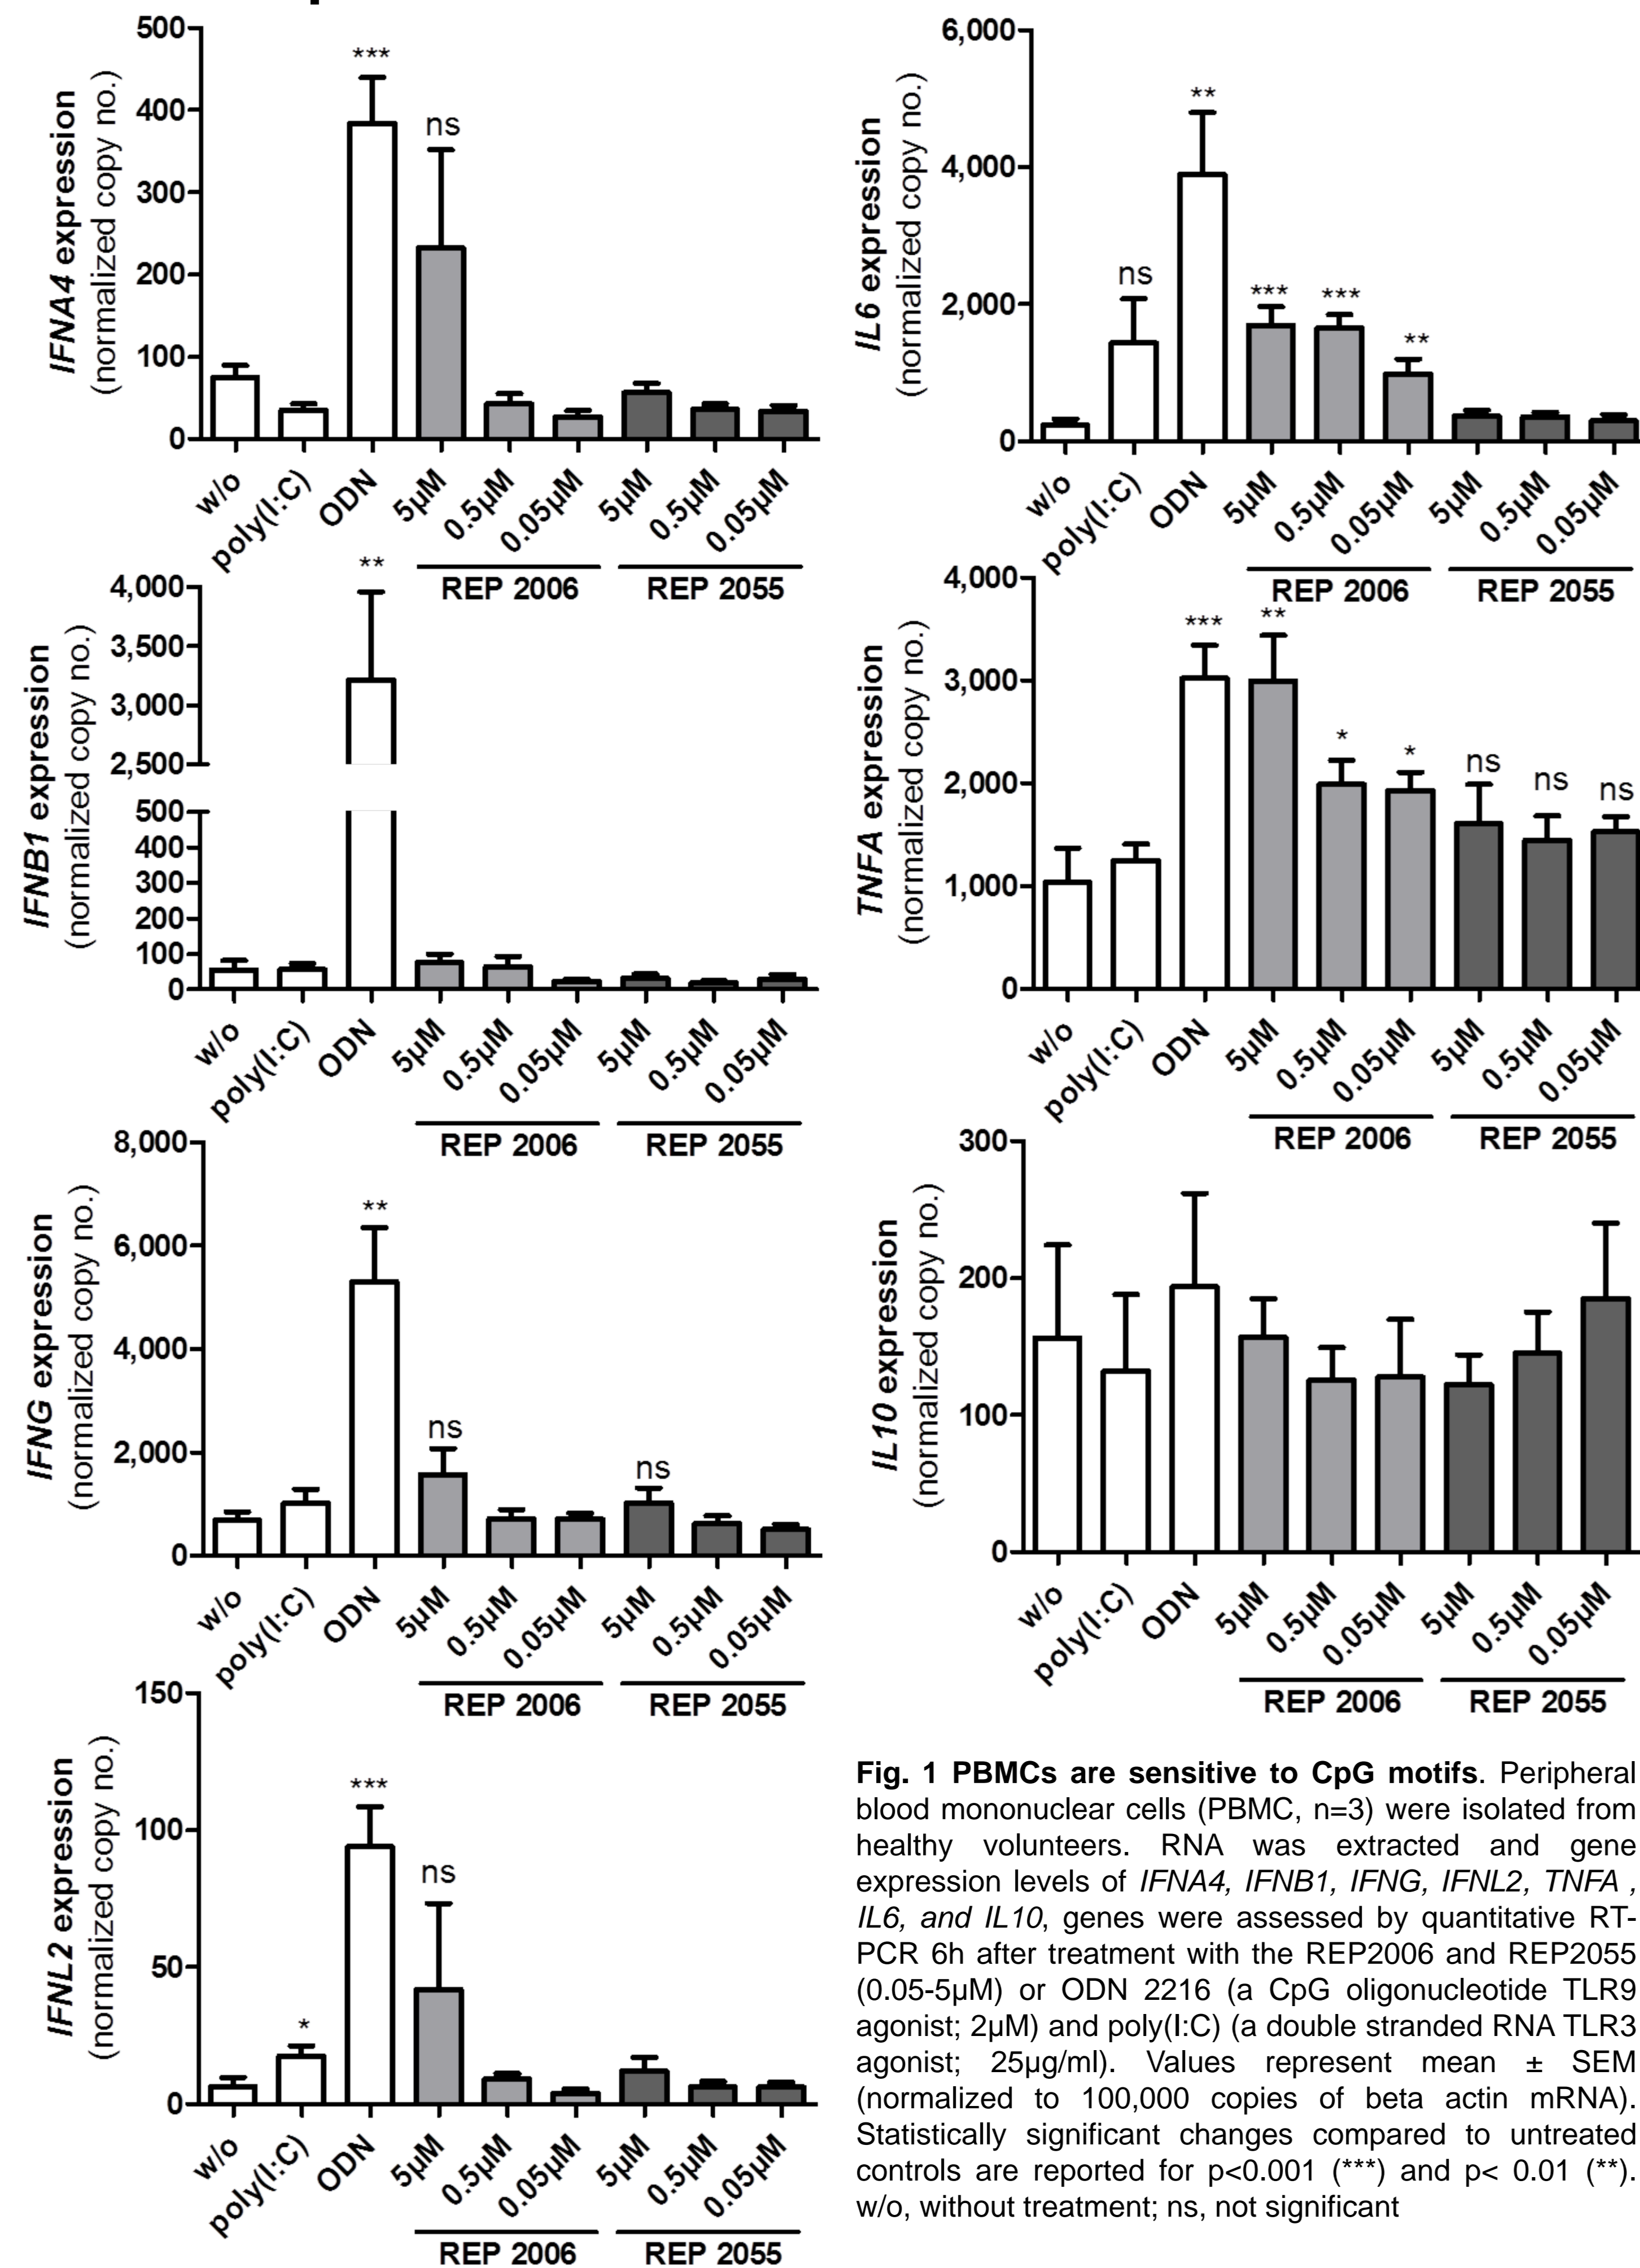 500
400
300
200
100
0
IFNA4 expression
(normalized copy no.)
***
ns
w/o
poly(I:C)
ODN
5µM
0.5µM
0.05µM
5µM
0.5µM
0.05µM
REP 2006
REP 2055
4,000
3,500
3,000
2,500
500
400
300
200
100
0
IFNB1 expression
(normalized copy no.)
**
w/o
poly(I:C)
ODN
5µM
0.5µM
0.05µM
5µM
0.5µM
0.05µM
REP 2006
REP 2055
8,000
6,000
4,000
2,000
0
IFNG expression
(normalized copy no.)
**
ns
ns
w/o
poly(I:C)
ODN
5µM
0.5µM
0.05µM
5µM
0.5µM
0.05µM
REP 2006
REP 2055
150
100
50
0
IFNL2 expression
(normalized copy no.)
*
***
ns
w/o
poly(I:C)
ODN
5µM
0.5µM
0.05µM
5µM
0.5µM
0.05µM
REP 2006
REP 2055
6,000
4,000
2,000
0
IL6 expression
(normalized copy no.)
ns
**
***
***
**
w/o
poly(I:C)
ODN
5µM
0.5µM
0.05µM
5µM
0.5µM
0.05µM
REP 2006
REP 2055
4,000
3,000
2,000
1,000
0
TNFA expression
(normalized copy no.)
***
**
*
*
ns
ns
ns
w/o
poly(I:C)
ODN
5µM
0.5µM
0.05µM
5µM
0.5µM
0.05µM
REP 2006
REP 2055
300
200
100
0
IL10 expression
(normalized copy no.)
w/o
poly(I:C)
ODN
5µM
0.5µM
0.05µM
5µM
0.5µM
0.05µM
REP 2006
REP 2055
Fig. 1 PBMCs are sensitive to CpG motifs. Peripheral
blood mononuclear cells (PBMC, n=3) were isolated from
healthy volunteers. RNA was extracted and gene
expression levels of IFNA4, IFNB1, IFNG, IFNL2, TNFA ,
IL6, and IL10, genes were assessed by quantitative RT-
PCR 6h after treatment with the REP2006 and REP2055
(0.05-5µM) or ODN 2216 (a CpG oligonucleotide TLR9
agonist; 2µM) and poly(I:C) (a double stranded RNA TLR3
agonist; 25µg/ml). Values represent mean ± SEM
(normalized to 100,000 copies of beta actin mRNA).
Statistically significant changes compared to untreated
controls are reported for p<0.001 (***) and p< 0.01 (**).
w/o, without treatment; ns, not significant